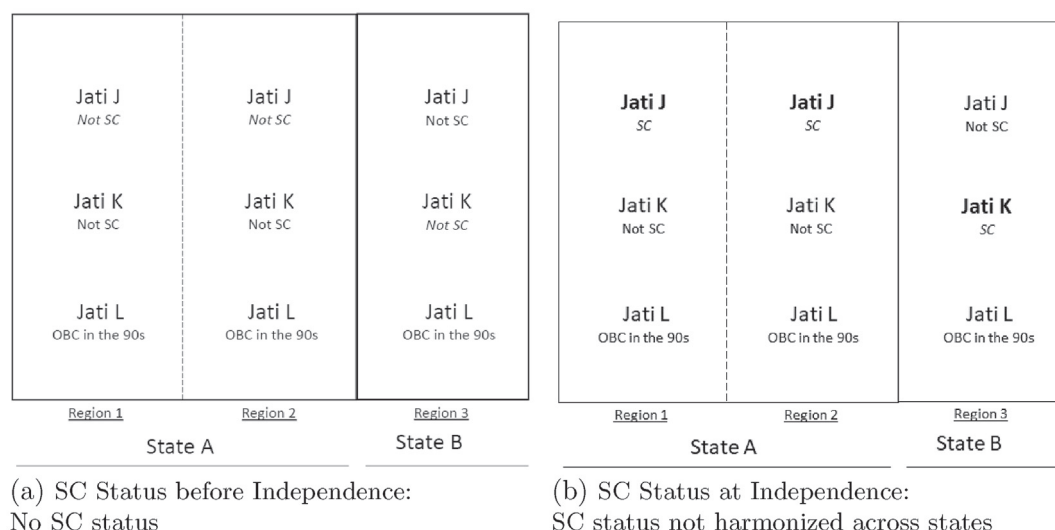 Jati J
Not SC
Jati J
Not SC
Jati J
Not SC
Jati K
Not SC
Jati K
Not SC
Jati K
Not SC
Jati L
OBC in the 90s
Jati L
OBC in the 90s
Jati L
OBC in the 90s
Region 1
Region 2
Region 3
State A
State B
(a) SC Status before Independence:
No SC status
Jati J
SC
Jati J
SC
Jati J
Not SC
Jati K
Not SC
Jati K
Not SC
Jati K
SC
Jati L
OBC in the 90s
Jati L
OBC in the 90s
Jati L
OBC in the 90s
Region 1
Region 2
Region 3
State A
State B
(b) SC Status at Independence:
SC status not harmonized across states